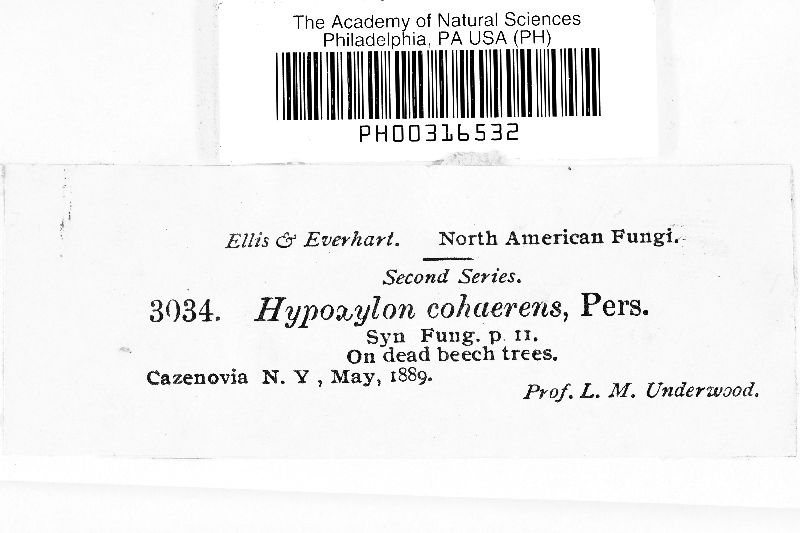 The Academy of Natural Sciences
Philadelphia, PA USA (PH)
PH00316532
Ellis & Everhart. North American Fungi.
Second Series.
3034. Hypoxylon cohaerens, Pers.
Syn Fung. p. 11.
On dead beech trees.
Cazenovia N. Y , May, 1889.
Prof. L. M. Underwood.